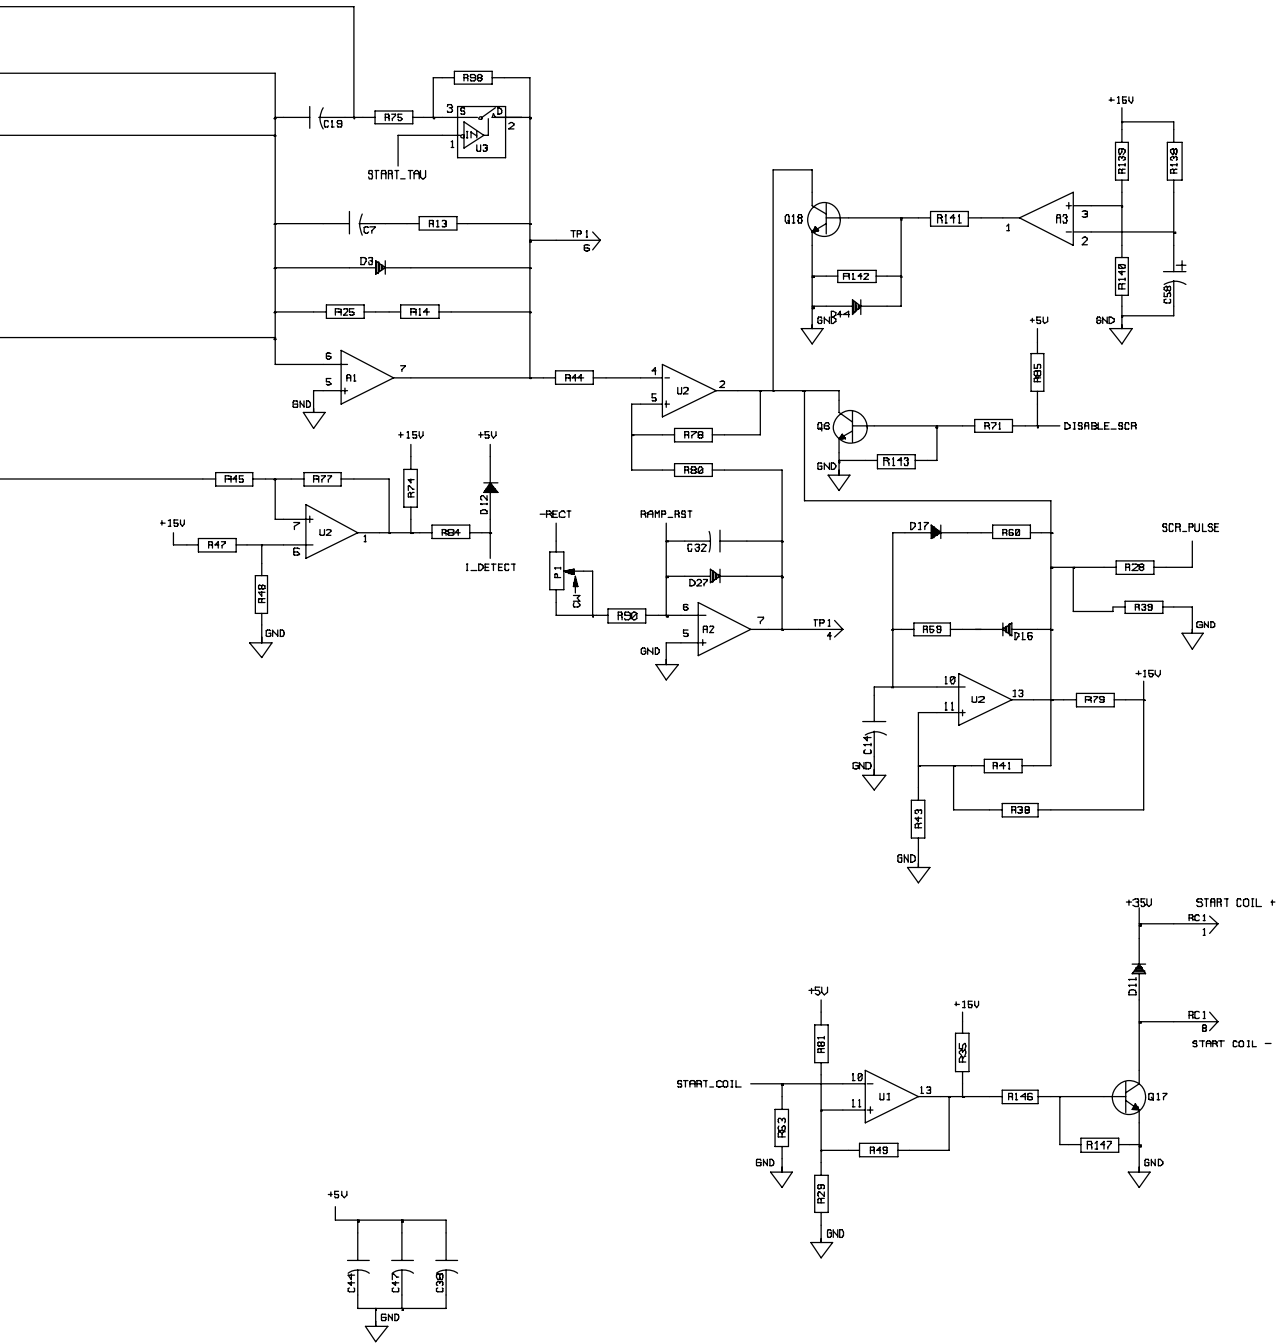 R98
3 S D
C19
R75
IN
2
1
U3
START_TAV
+15V
R139
R138
Q18
R141
+
3
A3
1
2
C7
R13
TP1
6
D3
R142
R140
+
C58
D44
GND
GND
R25
R14
+5V
6
7
A1
5
+
GND
R44
4
U2
2
5
+
R85
R78
Q6
R71
DISABLE_SCR
GND
R143
+15V
+5V
R80
R45
R77
R74
D12
+15V
7
+
U2
1
R84
R47
6
I_DETECT
R48
GND
-RECT
RAMP_RST
C32
P1
CW
D27
R90
6
A2
7
5
+
GND
TP1
4
D17
R60
SCR_PULSE
R28
R39
GND
R69
D16
+15V
10
U2
13
11
+
R79
C14
GND
R41
R38
R43
GND
+35V
START COIL +
RC1
1
D11
RC1
8
START COIL -
+5V
+15V
R81
R35
START_COIL
10
U1
13
11
+
R146
Q17
R63
R49
R147
GND
GND
R29
GND
+5V
C44
C47
C38
GND